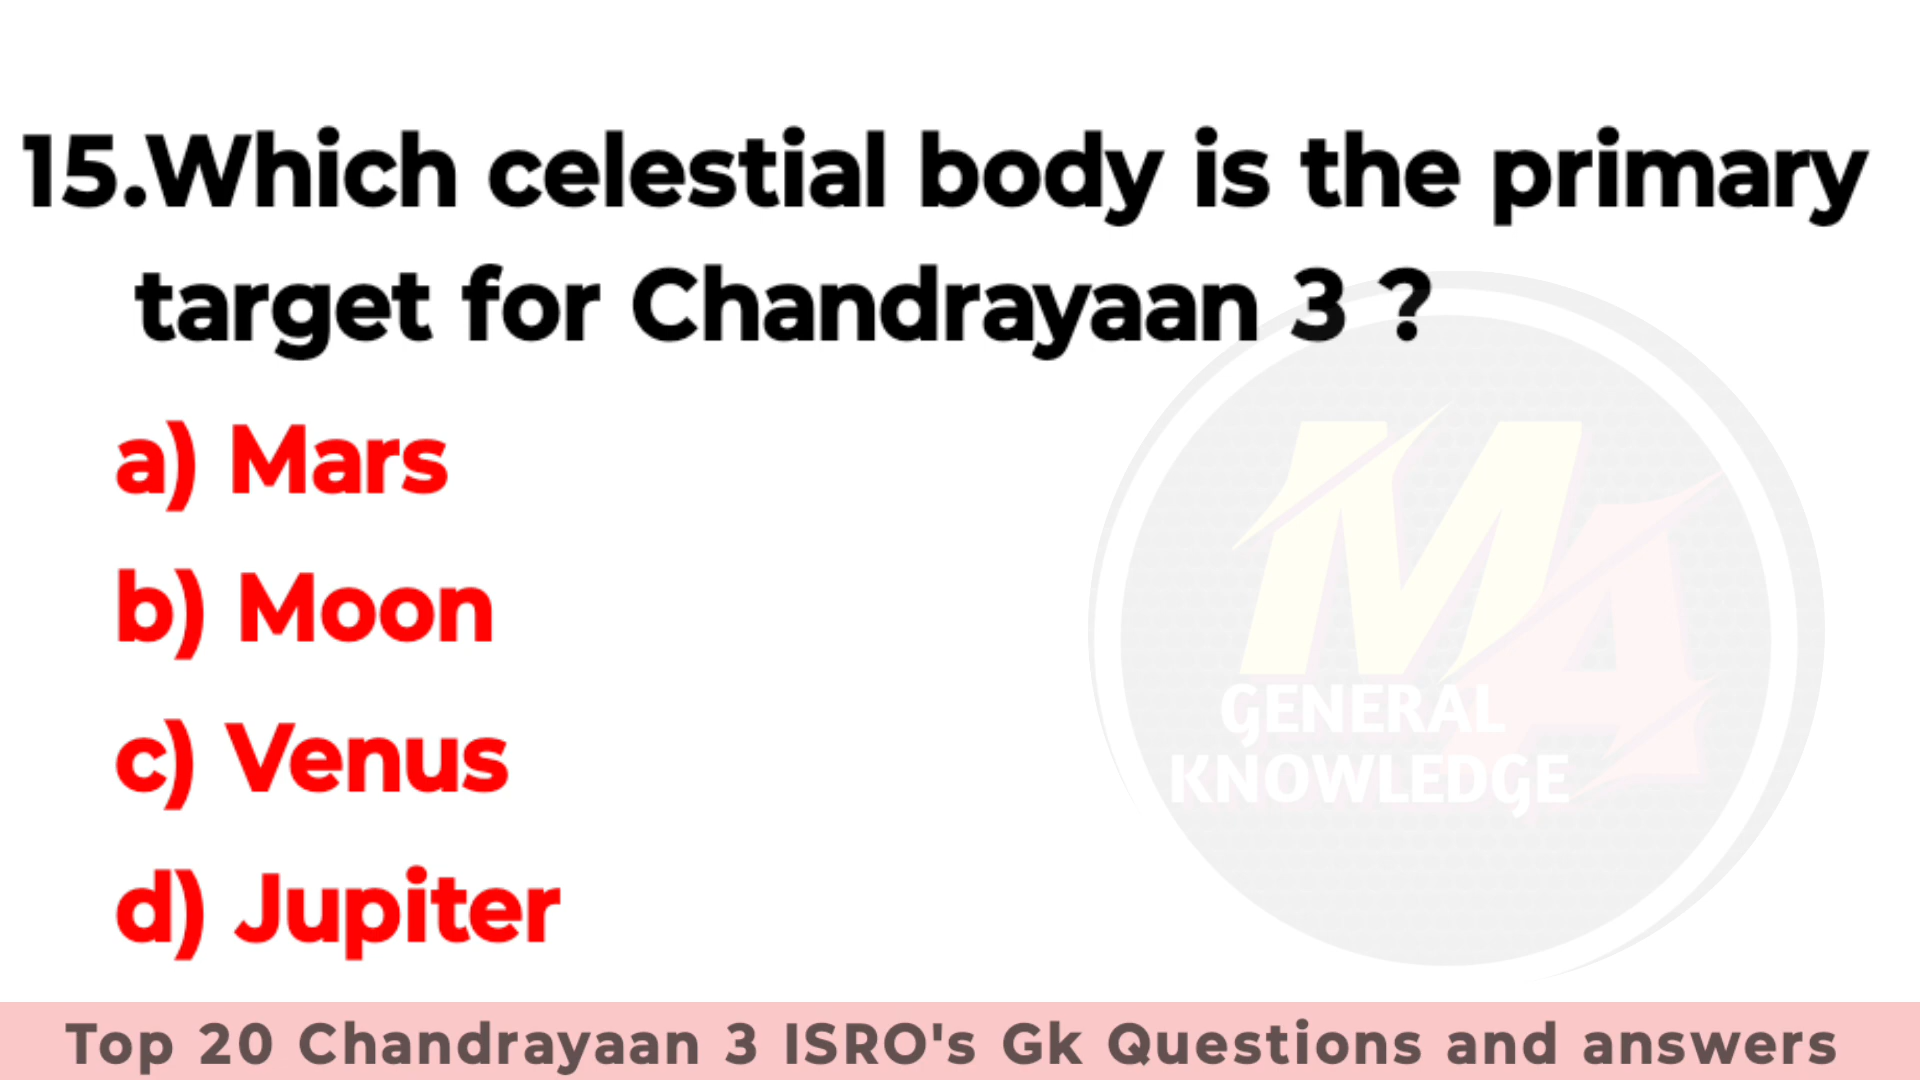 15.Which celestial body is the primary
target for Chandrayaan 3 ?
a) Mars
b) Moon
c) Venus
d) Jupiter
MA
GENERAL
KNOWLEDGE
Top 20 Chandrayaan 3 ISRO's Gk Questions and answers